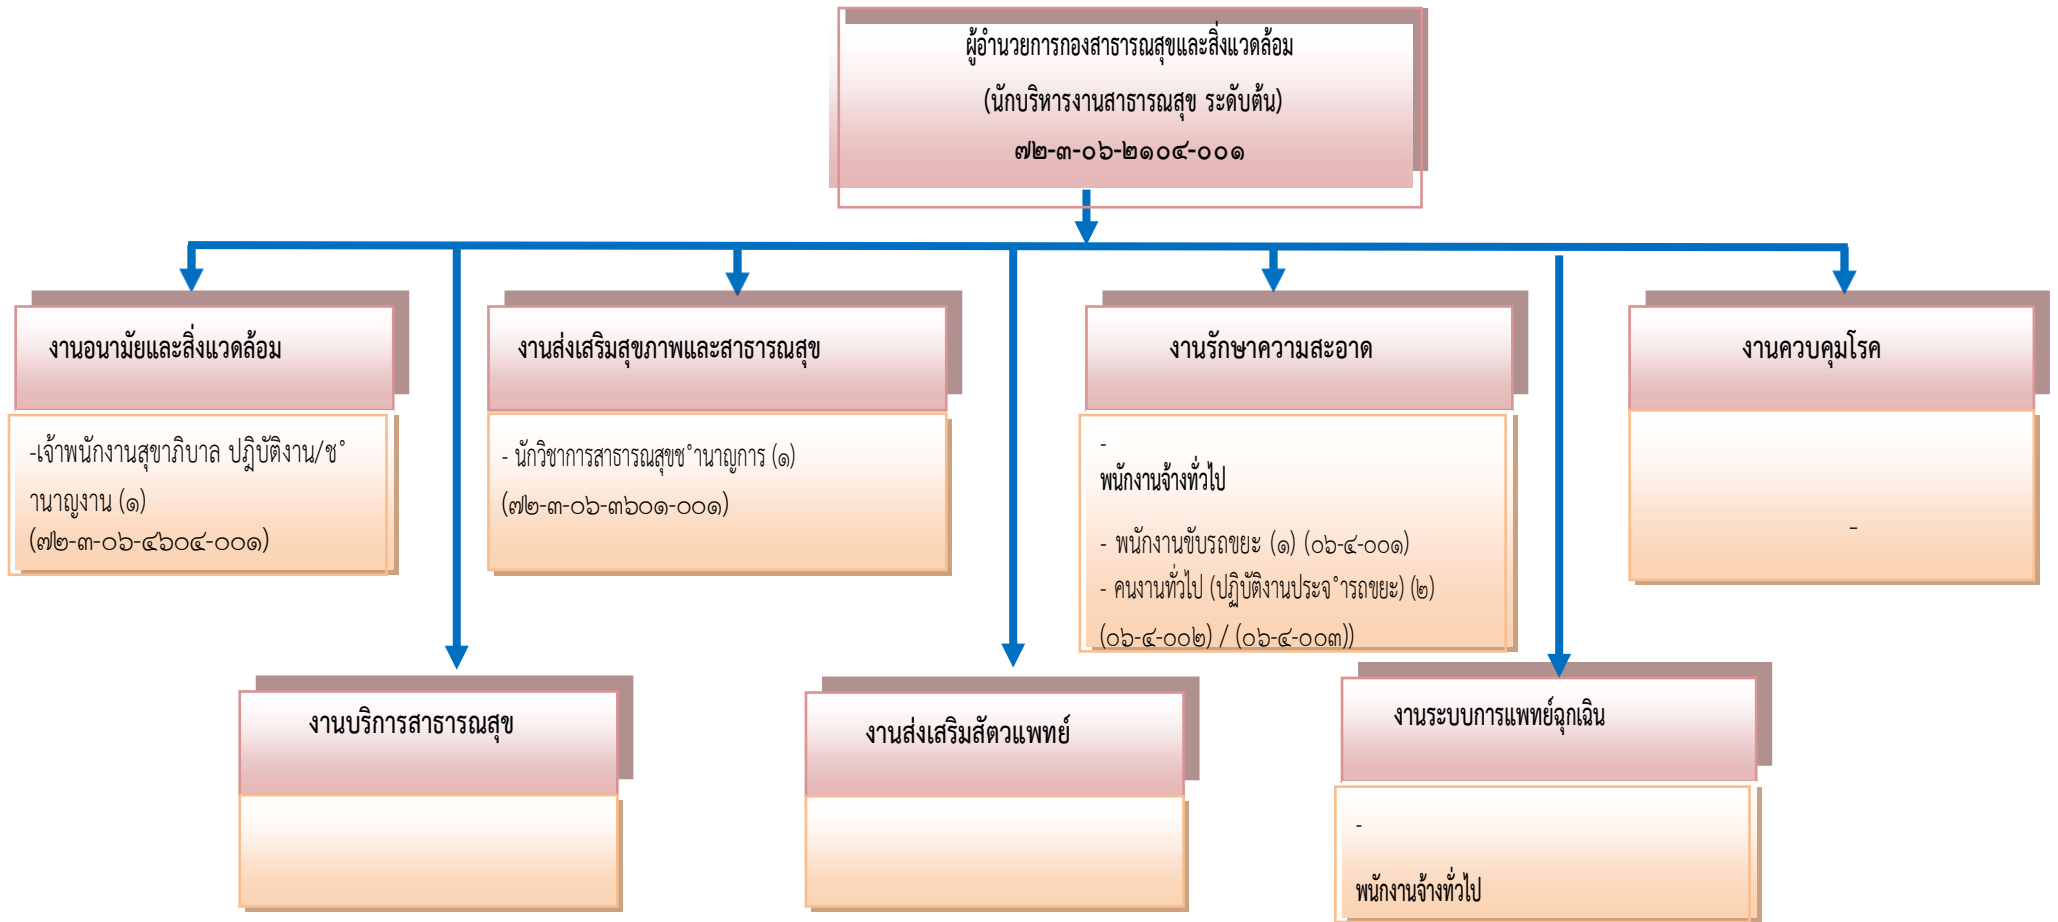 ผู้อำนวยการกองสาธารณสุขและสิ่งแวดล้อม
(นักบริหารงานสาธารณสุข ระดับต้น)
๗๒-๓-๐๖-๒๑๐๔-๐๐๑
งานอนามัยและสิ่งแวดล้อม
-เจ้าพนักงานสุขาภิบาล ปฎิบัติงาน/ชํ
านาญงาน (๑)
(๗๒-๓-๐๖-๔๖๐๔-๐๐๑)
งานส่งเสริมสุขภาพและสาธารณสุข
- นักวิชาการสาธารณสุขชํานาญการ (๑)
(๗๒-๓-๐๖-๓๖๐๑-๐๐๑)
งานรักษาความสะอาด
-
พนักงานจ้างทั่วไป
- พนักงานขับรถขยะ (๑) (๐๖-๔-๐๐๑)
- คนงานทั่วไป (ปฏิบัติงานประจํารถขยะ) (๒)
(๐๖-๔-๐๐๒) / (๐๖-๔-๐๐๓))
งานควบคุมโรค
-
งานบริการสาธารณสุข
งานส่งเสริมสัตวแพทย์
งานระบบการแพทย์ฉุกเฉิน
-
พนักงานจ้างทั่วไป